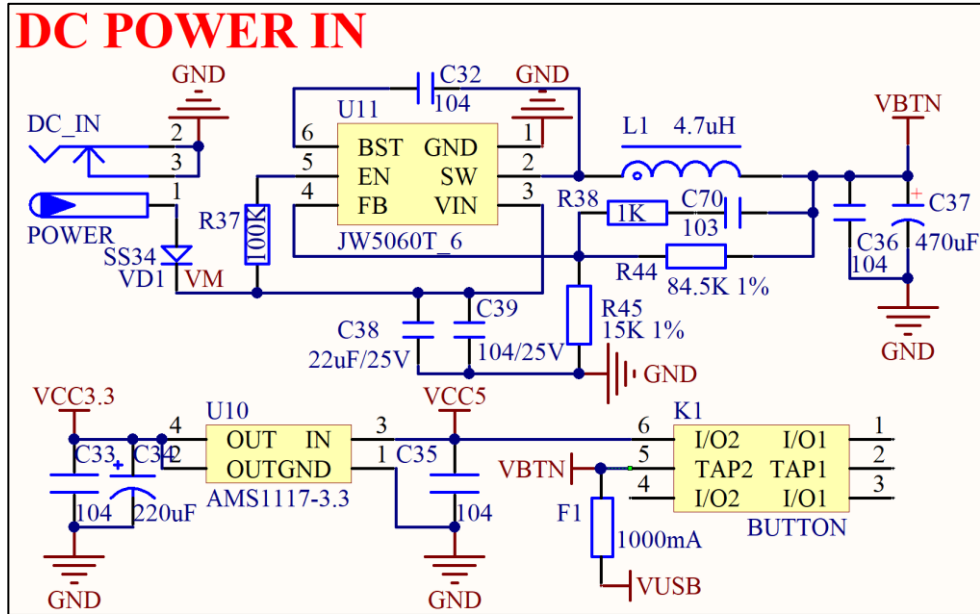 DC POWER IN
GND
DC_IN
2
3
1
POWER
SS34
VD1
VM
R37
100K
C32
104
U11
6 BST GND 1
5 EN SW 2
4 FB VIN 3
JW5060T_6
GND
L1 4.7uH
VBTN
R38
1K
C70
103
R44
84.5K 1%
C36
104
+
C37
470uF
GND
R45
15K 1%
C38
22uF/25V
C39
104/25V
GND
VCC3.3
C33
104
+
C34
220uF
GND
U10
4 OUT IN 3
2 OUTGND 1
AMS1117-3.3
VCC5
C35
104
GND
K1
6 I/O2 I/O1 1
5 TAP2 TAP1 2
4 I/O2 I/O1 3
BUTTON
VBTN
F1
1000mA
VUSB